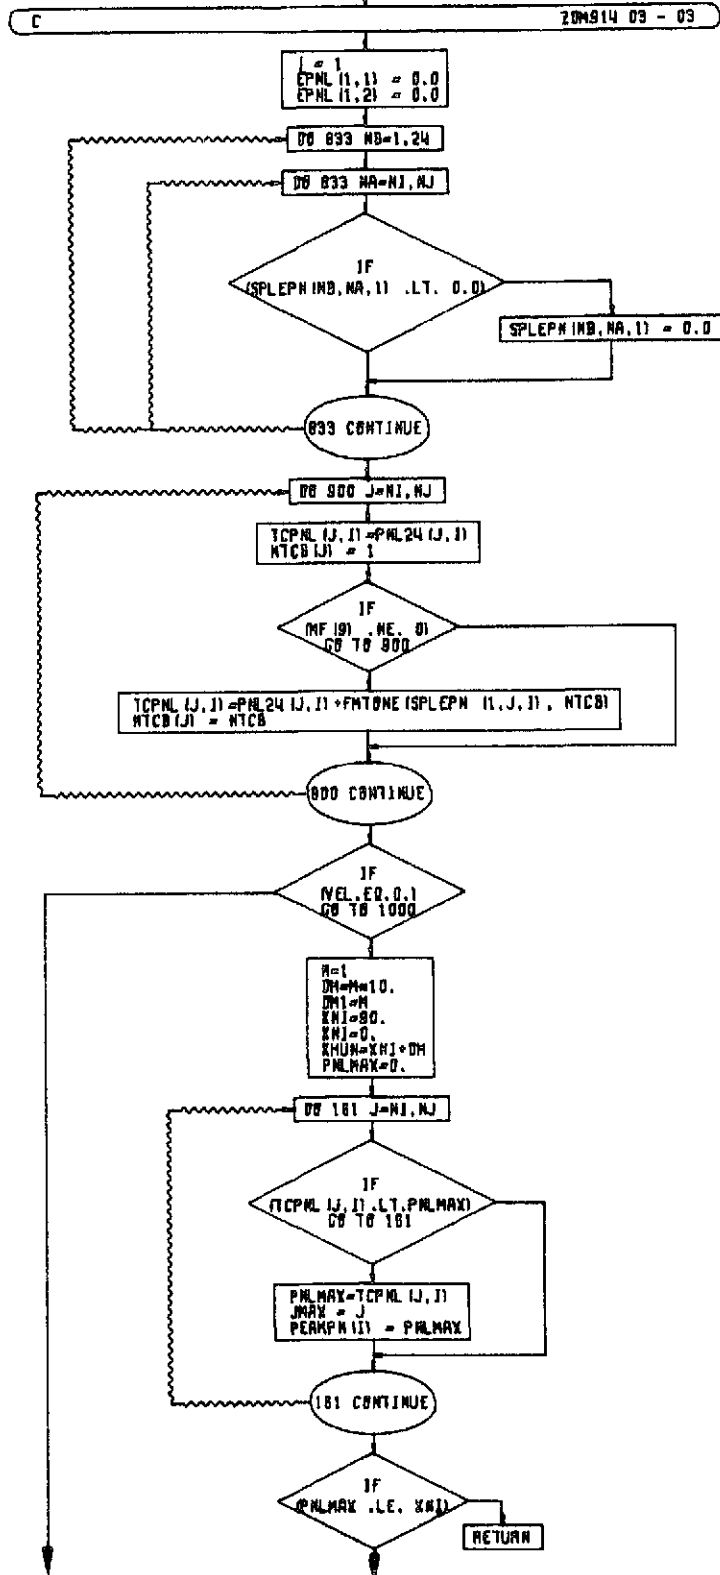 C
ZDM914 03 - 03
I = 1
EPNL (1,1) = 0.0
EPNL (1,2) = 0.0
DO 833 NB=1,24
DO 833 NA=NI,NJ
IF
(SPLEPN (NB,NA,1) .LT. 0.0)
SPLEPN (NB,NA,1) = 0.0
833 CONTINUE
DO 900 J=NI,NJ
TCPNL (J,I)=PNL24 (J,I)
NTCB (J) = 1
IF
(MF (9) .NE. 0)
GO TO 900
TCPNL (J,I)=PNL24 (J,I)+FMTONE (SPLEPN (1,J,I), NTCB)
NTCB (J) = NTCB
900 CONTINUE
IF
(VEL.EQ.0.)
GO TO 1000
M=1
DM=M*10.
DM1=M
XNI=90.
XMI=0.
XHUN=XMI+DM
PNLMAX=0.
DO 161 J=NI,NJ
IF
(TCPNL (J,I) .LT.PNLMAX)
GO TO 161
PNLMAX=TCPNL (J,I)
JMAX = J
PEAKPN (I) = PNLMAX
161 CONTINUE
IF
(PNLMAX .LE. XNI)
RETURN